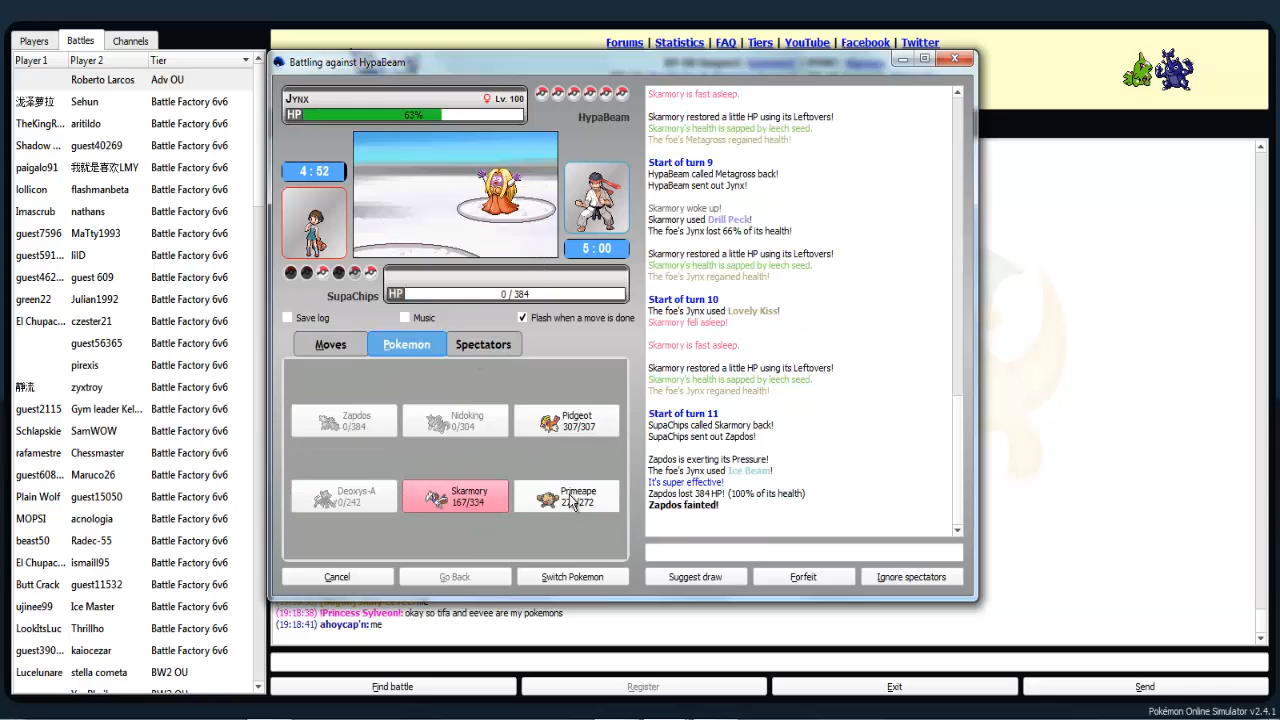 Players
Battles
Channels
Player 1 Player 2 Tier
Roberto Larcos Adv OU
Sehun Battle Factory 6v6
TheKingR... aritildo Battle Factory 6v6
Shadow ... guest40269 Battle Factory 6v6
paigalo91 Battle Factory 6v6
lollicon flashmanbeta Battle Factory 6v6
Imascrub nathans Battle Factory 6v6
guest7596 MaTty1993 Battle Factory 6v6
guest591... lilD Battle Factory 6v6
guest462... guest 609 Battle Factory 6v6
green22 Julian1992 Battle Factory 6v6
El Chupac... czester21 Battle Factory 6v6
guest56365 Battle Factory 6v6
pirexis Battle Factory 6v6
静流 zyxtroy Battle Factory 6v6
guest2115 Gym leader Kel... Battle Factory 6v6
Schlapskie SamWOW Battle Factory 6v6
rafamestre Chessmaster Battle Factory 6v6
guest608... Maruco26 Battle Factory 6v6
Plain Wolf guest15050 Battle Factory 6v6
MOPSI acnologia Battle Factory 6v6
beast50 Radec-55 Battle Factory 6v6
El Chupac... ismail95 Battle Factory 6v6
Butt Crack guest11532 Battle Factory 6v6
ujinee99 Ice Master Battle Factory 6v6
LookItsLuc Thrillho Battle Factory 6v6
guest390... kaiocezar Battle Factory 6v6
Lucelunare stella cometa BW2 OU
Forums | Statistics | FAQ | Tiers | YouTube | Facebook | Twitter
Battling against HypaBeam
JYNX Lv. 100
HP 63%
HypaBeam
4 : 52
5 : 00
SupaChips
HP 0 / 384
Save log
Music
Flash when a move is done
Moves
Pokemon
Spectators
Zapdos
0/384
Nidoking
0/304
Pidgeot
307/307
Deoxys-A
0/242
Skarmory
167/334
Primeape
Cancel
Go Back
Switch Pokemon
Skarmory is fast asleep.
Skarmory restored a little HP using its Leftovers!
Skarmory's health is sapped by leech seed.
The foe's Metagross regained health!
Start of turn 9
HypaBeam called Metagross back!
HypaBeam sent out Jynx!
Skarmory woke up!
Skarmory used Drill Peck!
The foe's Jynx lost 66% of its health!
Skarmory restored a little HP using its Leftovers!
Skarmory's health is sapped by leech seed.
The foe's Jynx regained health!
Start of turn 10
The foe's Jynx used Lovely Kiss!
Skarmory fell asleep!
Skarmory is fast asleep.
Skarmory restored a little HP using its Leftovers!
Skarmory's health is sapped by leech seed.
The foe's Jynx regained health!
Start of turn 11
SupaChips called Skarmory back!
SupaChips sent out Zapdos!
Zapdos is exerting its Pressure!
The foe's Jynx used Ice Beam!
It's super effective!
Zapdos lost 384 HP! (100% of its health)
Zapdos fainted!
Suggest draw
Forfeit
Ignore spectators
(19:18:38) !Princess Sylveon!: okay so tifa and eevee are my pokemons
(19:18:41) ahoycap'n: me
Find battle
Register
Exit
Send
Pokémon Online Simulator v2.4.1